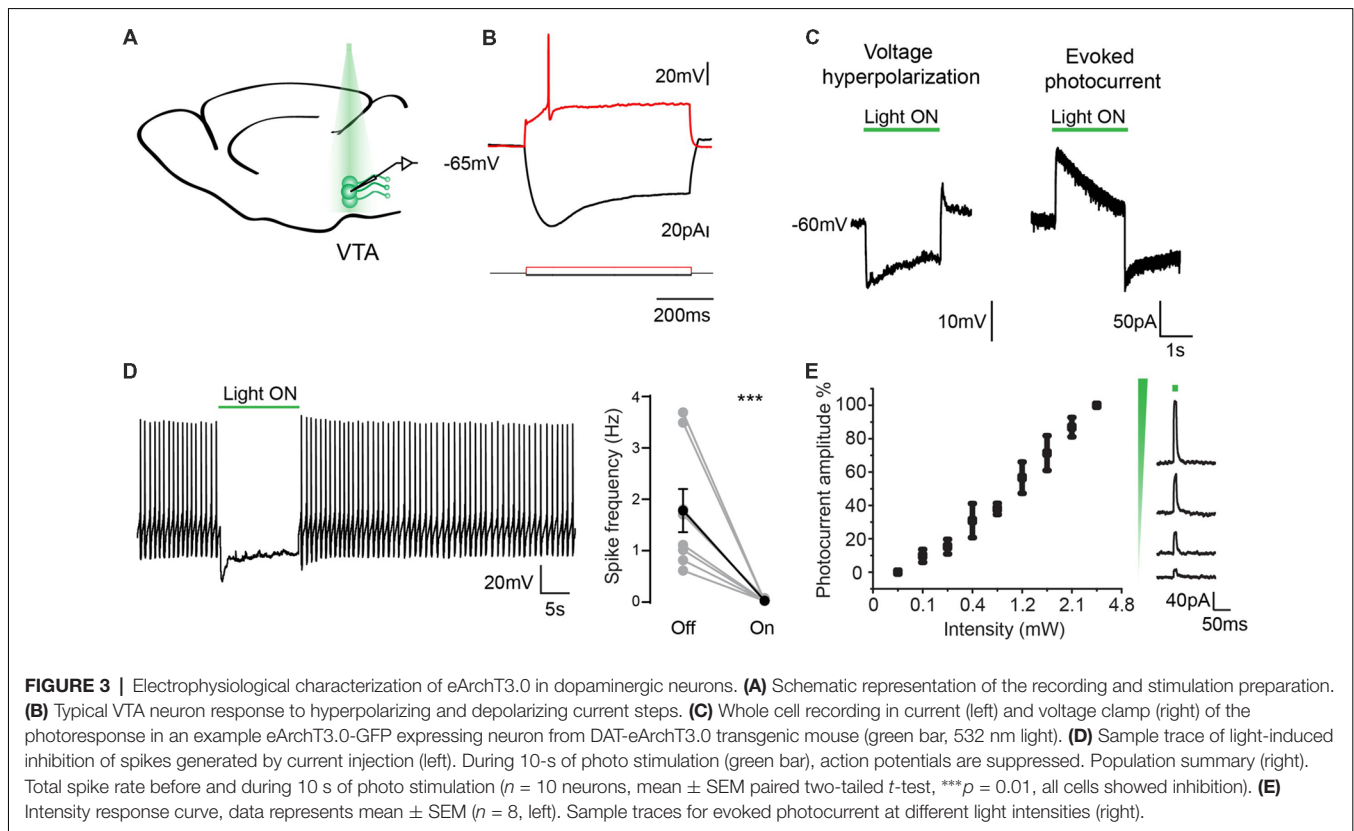 A
VTA
B
20mV
-65mV
20pA
200ms
C
Voltage
hyperpolarization
Evoked
photocurrent
Light ON
Light ON
-60mV
10mV
50pA
1s
D
Light ON
20mV
5s
Spike frequency (Hz)
4
3
2
1
0
***
Off
On
E
Photocurrent amplitude %
100
80
60
40
20
0
0
0.1
0.4
1.2
2.1
4.8
Intensity (mW)
40pA
50ms
FIGURE 3 | Electrophysiological characterization of eArchT3.0 in dopaminergic neurons. (A) Schematic representation of the recording and stimulation preparation.
(B) Typical VTA neuron response to hyperpolarizing and depolarizing current steps. (C) Whole cell recording in current (left) and voltage clamp (right) of the
photoresponse in an example eArchT3.0-GFP expressing neuron from DAT-eArchT3.0 transgenic mouse (green bar, 532 nm light). (D) Sample trace of light-induced
inhibition of spikes generated by current injection (left). During 10-s of photo stimulation (green bar), action potentials are suppressed. Population summary (right).
Total spike rate before and during 10 s of photo stimulation (n = 10 neurons, mean ± SEM paired two-tailed t-test, ***p = 0.01, all cells showed inhibition). (E)
Intensity response curve, data represents mean ± SEM (n = 8, left). Sample traces for evoked photocurrent at different light intensities (right).